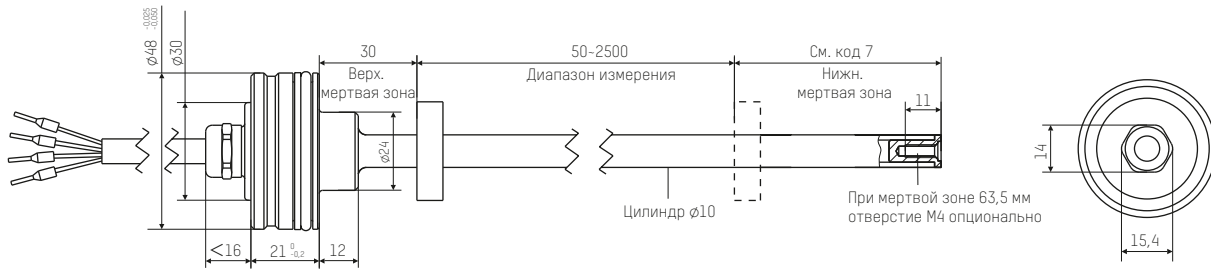 ø48 -0,025 -0,050
ø30
30
50-2500
См. код 7
Верх.
мертвая зона
Диапазон измерения
Нижн.
мертвая зона
11
ø24
14
Цилиндр ø10
При мертвой зоне 63,5 мм
отверстие М4 опционально
<16
21 0 -0,2
12
15,4